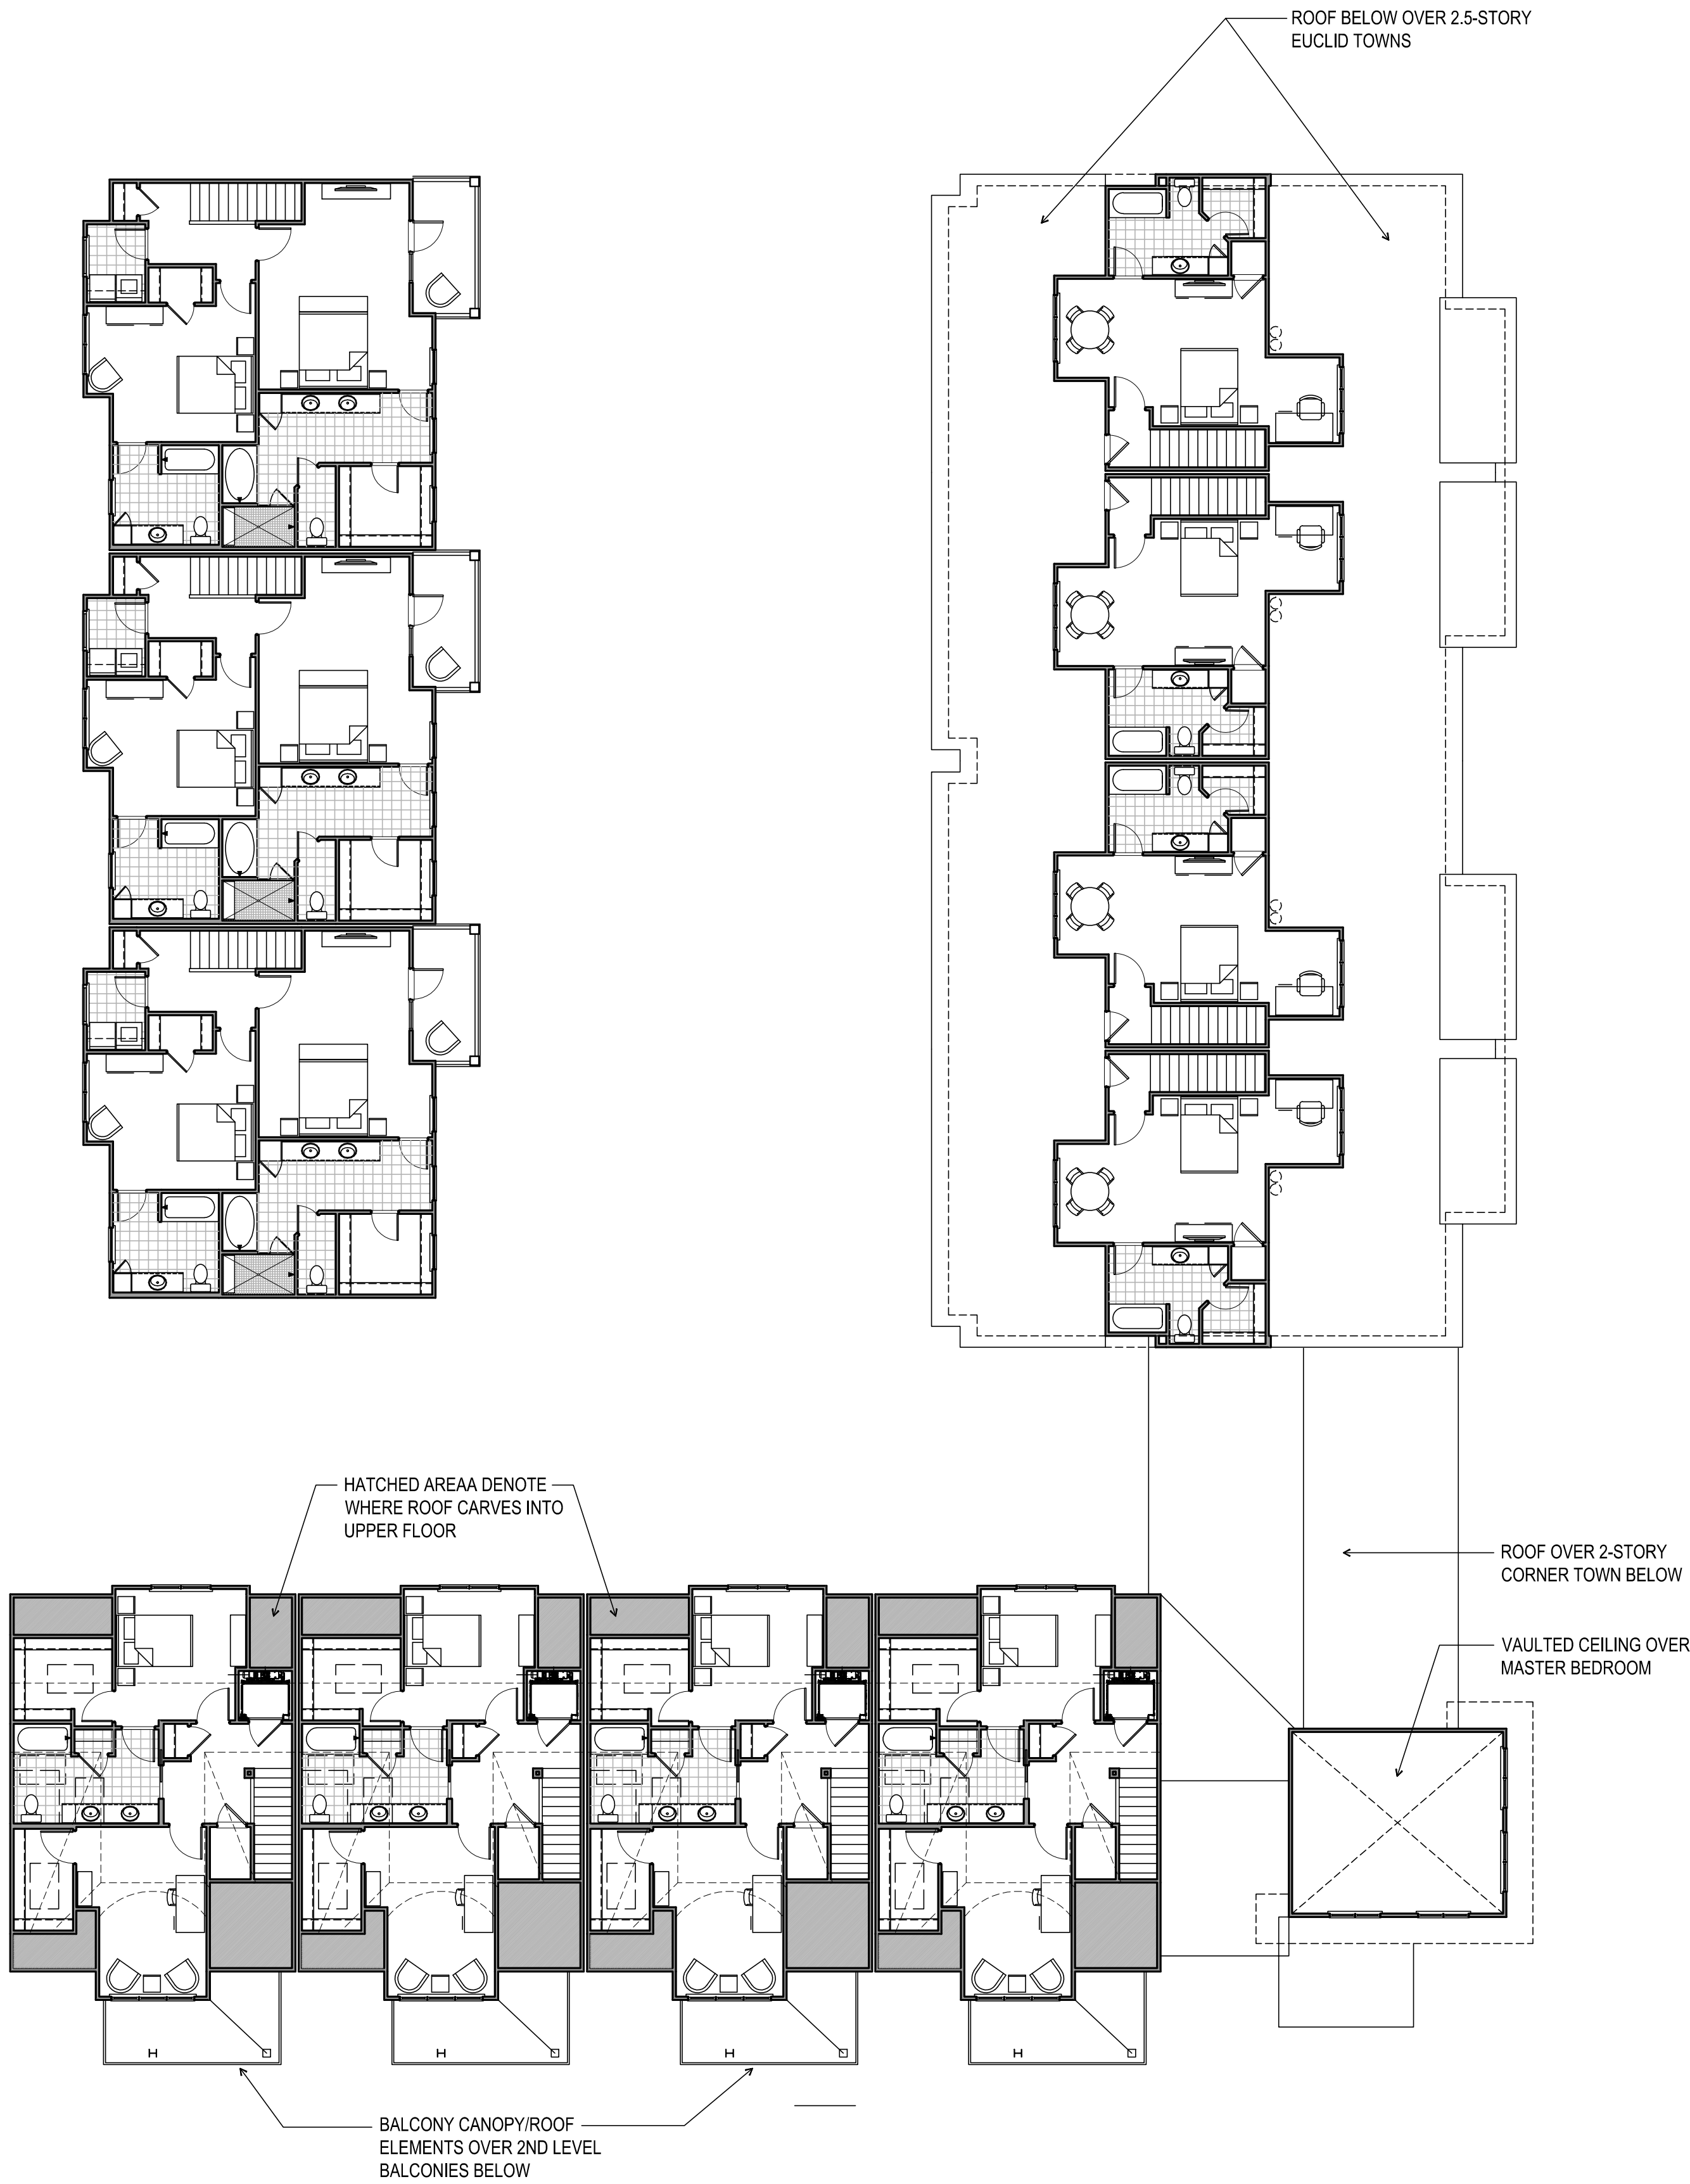 ROOF BELOW OVER 2.5-STORY
EUCLID TOWNS
HATCHED AREAA DENOTE
WHERE ROOF CARVES INTO
UPPER FLOOR
ROOF OVER 2-STORY
CORNER TOWN BELOW
VAULTED CEILING OVER
MASTER BEDROOM
BALCONY CANOPY/ROOF
ELEMENTS OVER 2ND LEVEL
BALCONIES BELOW